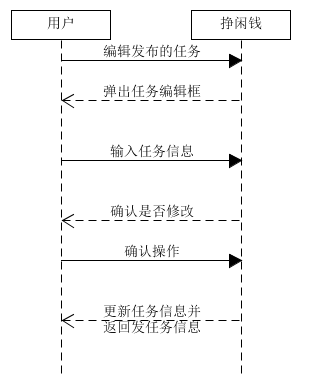 用户
挣闲钱
编辑发布的任务
弹出任务编辑框
输入任务信息
确认是否修改
确认操作
更新任务信息并
返回发任务信息